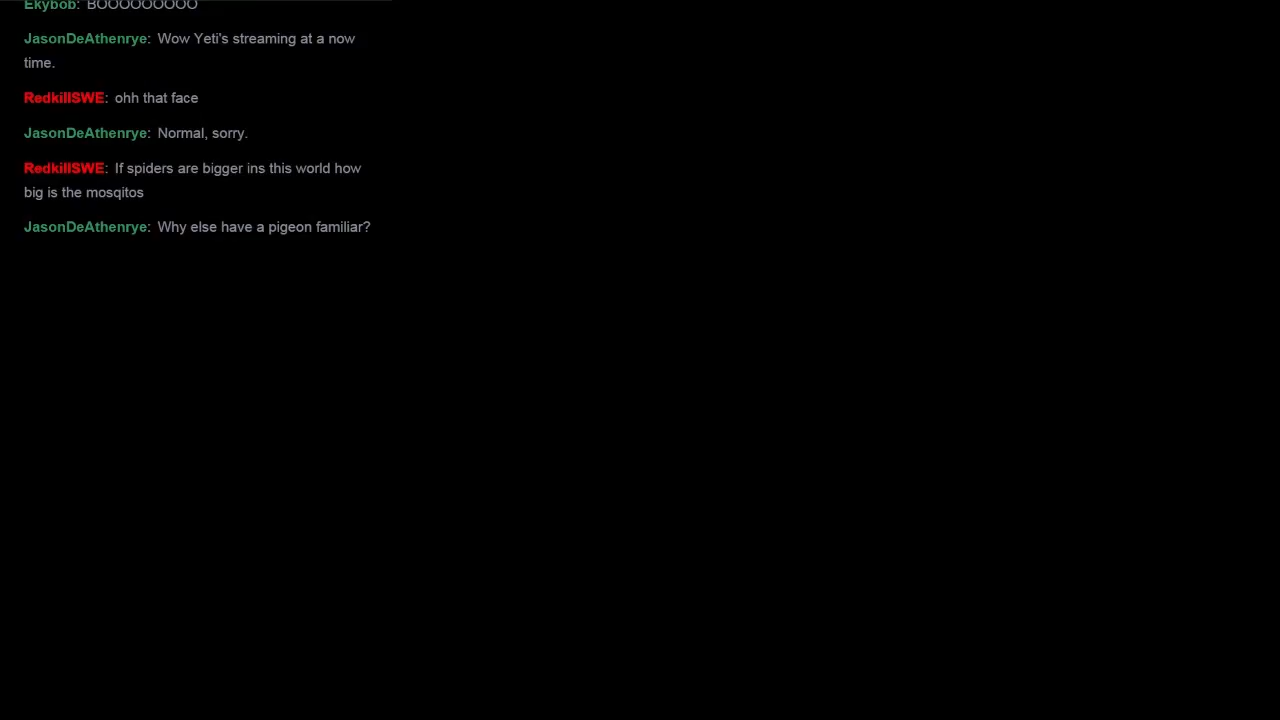 Ekybob: BOOOOOOOOO
JasonDeAthenrye: Wow Yeti's streaming at a now
time.
RedkillSWE: ohh that face
JasonDeAthenrye: Normal, sorry.
RedkillSWE: If spiders are bigger ins this world how
big is the mosqitos
JasonDeAthenrye: Why else have a pigeon familiar?